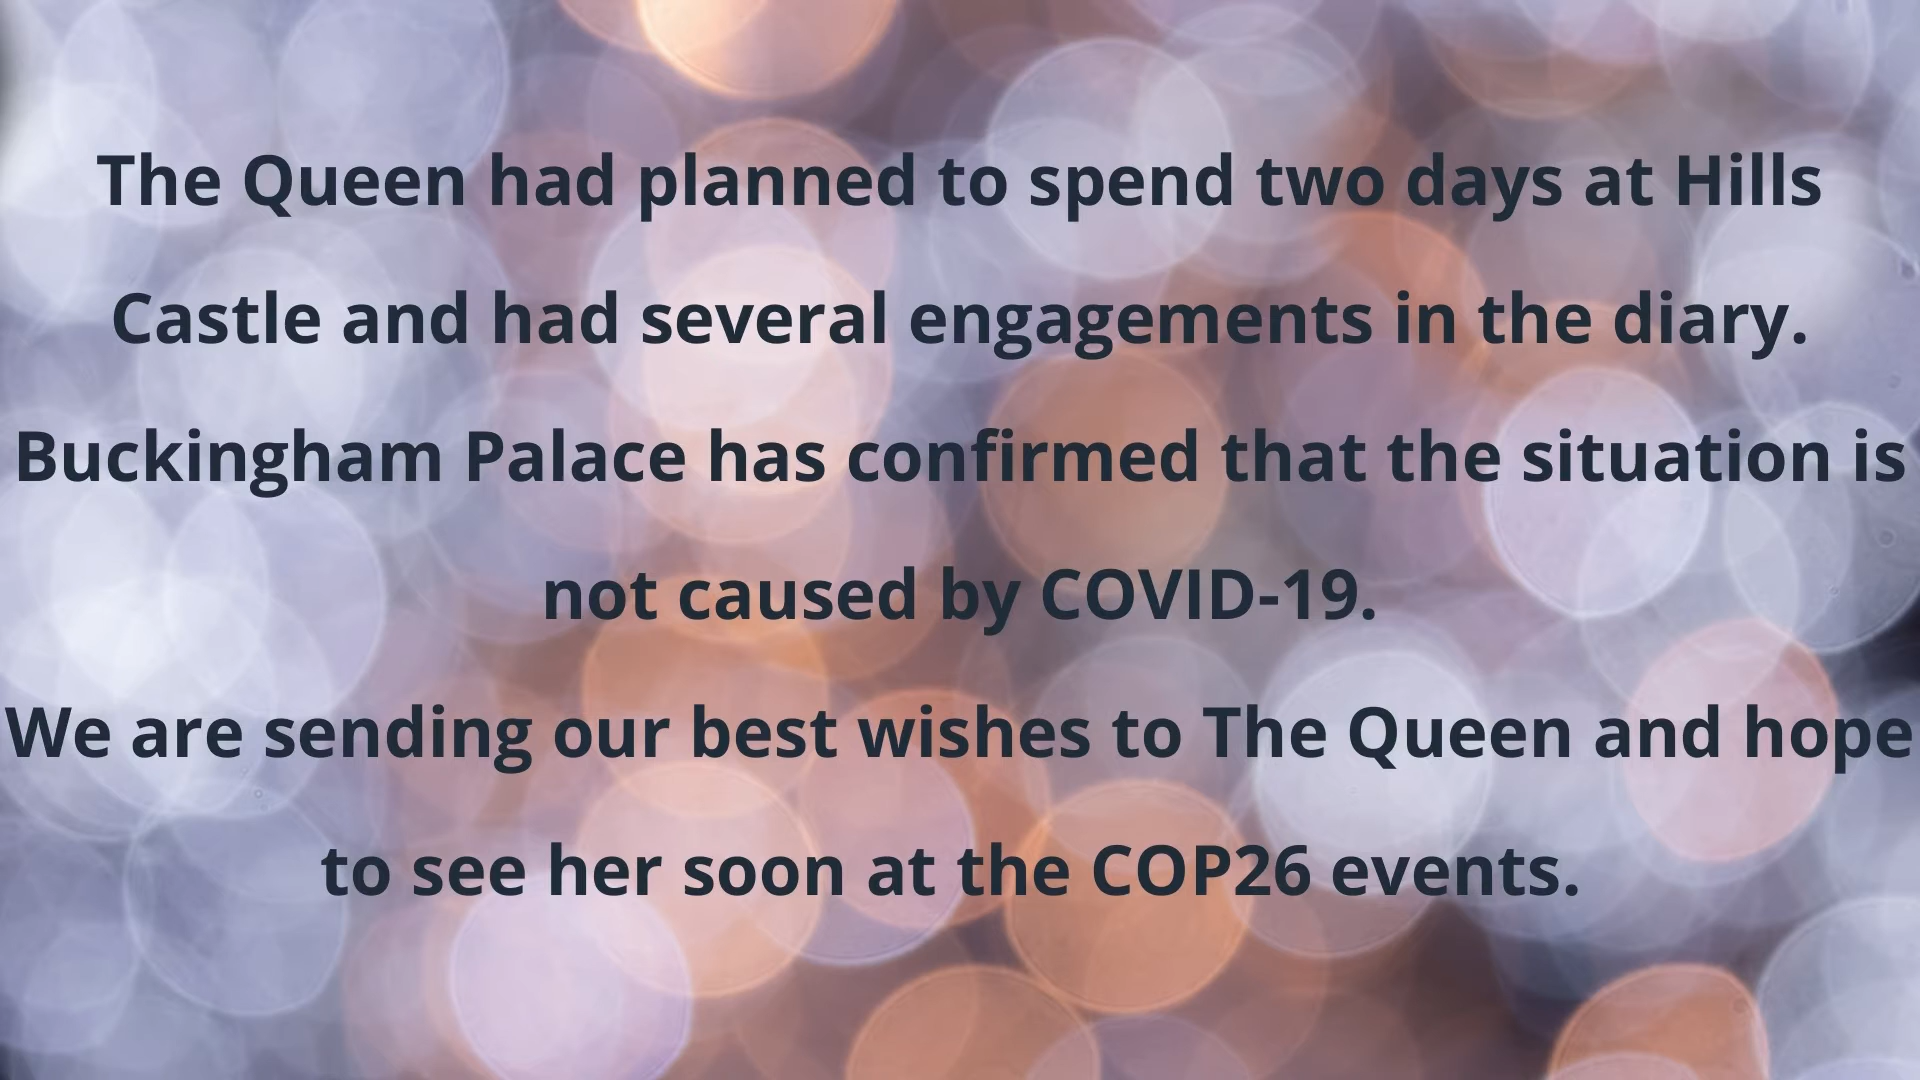 The Queen had planned to spend two days at Hills
Castle and had several engagements in the diary.
Buckingham Palace has confirmed that the situation is
not caused by COVID-19.
We are sending our best wishes to The Queen and hope
to see her soon at the COP26 events.